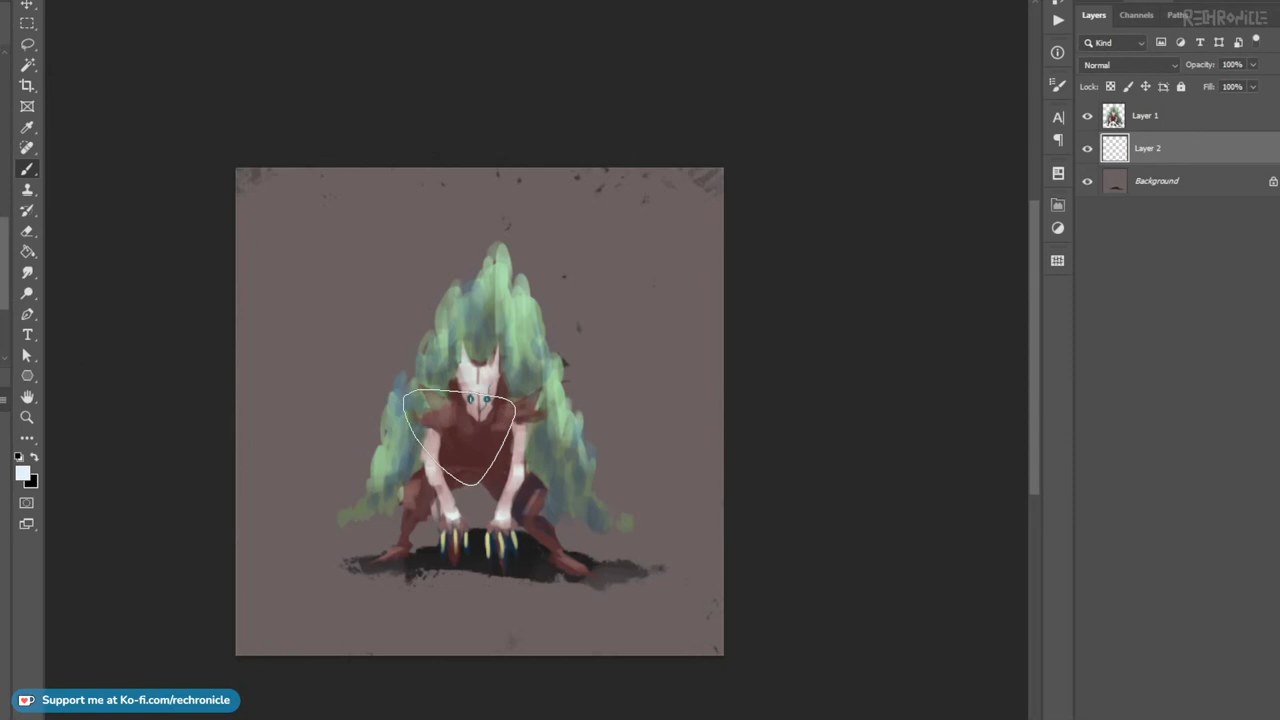 Layers Channels Paths
RECHRONICLE
Kind
Normal Opacity: 100%
Lock: Fill: 100%
Layer 1
Layer 2
Background
Support me at Ko-fi.com/rechronicle